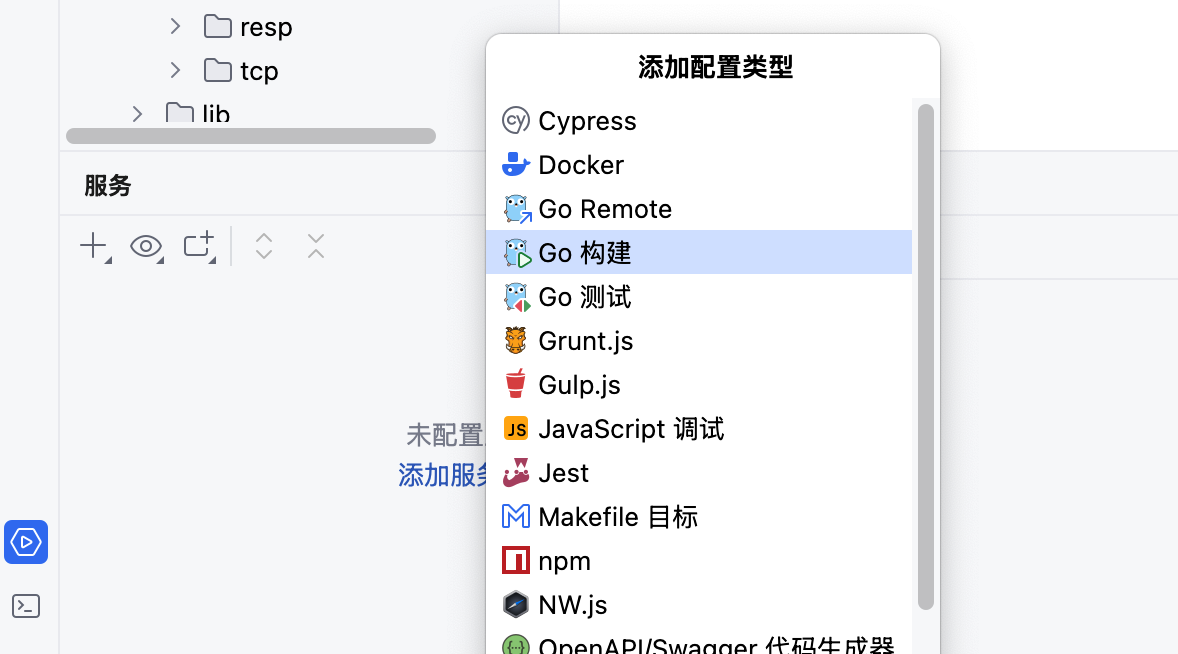 resp
tcp
lib
服务
未配置
添加服务
添加配置类型
Cypress
Docker
Go Remote
Go 构建
Go 测试
Grunt.js
Gulp.js
JavaScript 调试
Jest
Makefile 目标
npm
NW.js
OpenAPI/Swagger 代码生成器